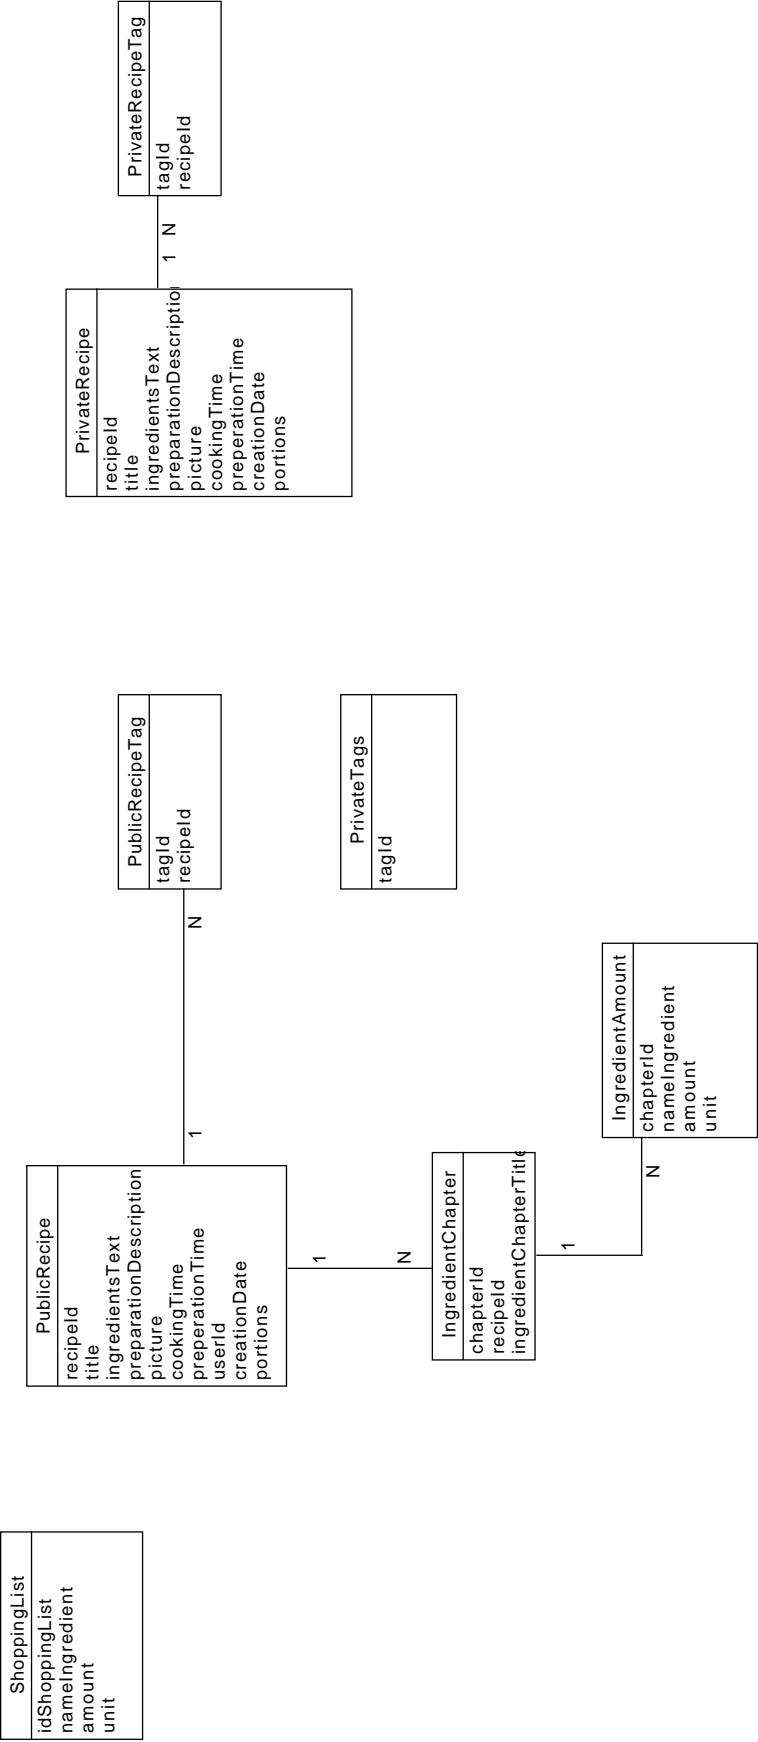 ShoppingList
idShoppingList
nameIngredient
amount
unit
PublicRecipe
recipeId
title
ingredientsText
preparationDescription
picture
cookingTime
preperationTime
userId
creationDate
portions
1
N
PublicRecipeTag
tagId
recipeId
1
N
IngredientChapter
chapterId
recipeId
ingredientChapterTitle
1
N
IngredientAmount
chapterId
nameIngredient
amount
unit
PrivateTags
tagId
PrivateRecipe
recipeId
title
ingredientsText
preparationDescription
picture
cookingTime
preperationTime
creationDate
portions
1
N
PrivateRecipeTag
tagId
recipeId